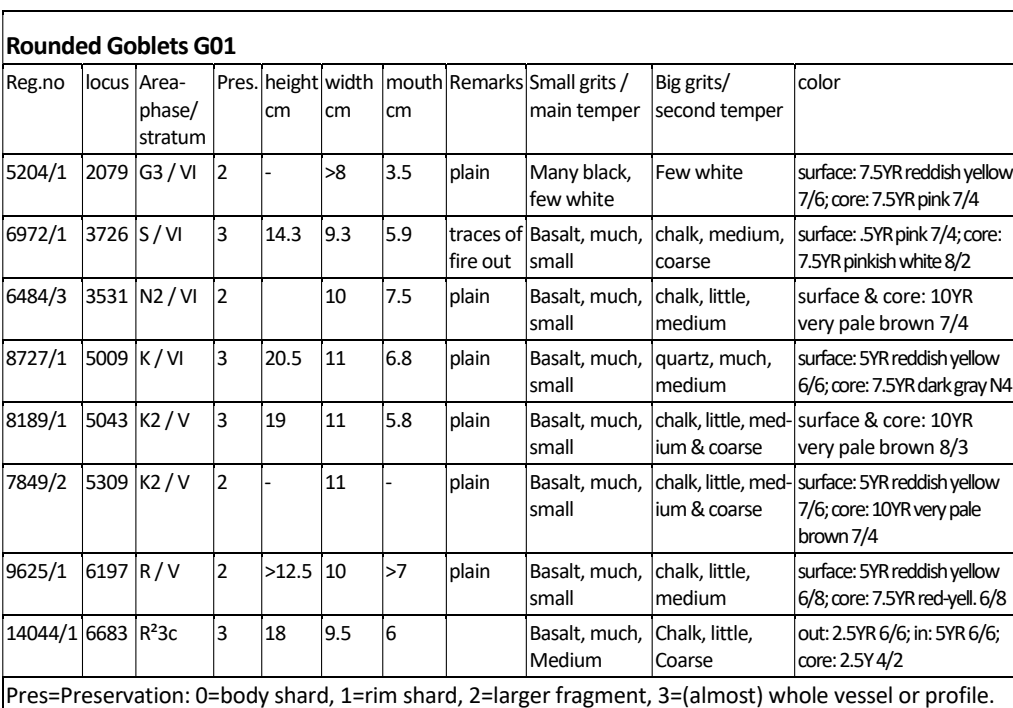 Rounded Goblets G01
Reg.no locus Area- Pres. height width mouth Remarks Small grits / Big grits/ color
phase/ cm cm cm main temper second temper
stratum
5204/1 2079 G3 / VI 2 - >8 3.5 plain Many black, Few white surface: 7.5YR reddish yellow
few white 7/6; core: 7.5YR pink 7/4
6972/1 3726 S / VI 3 14.3 9.3 5.9 traces of Basalt, much, chalk, medium, surface: .5YR pink 7/4; core:
fire out small coarse 7.5YR pinkish white 8/2
6484/3 3531 N2 / VI 2 10 7.5 plain Basalt, much, chalk, little, surface & core: 10YR
small medium very pale brown 7/4
8727/1 5009 K / VI 3 20.5 11 6.8 plain Basalt, much, quartz, much, surface: 5YR reddish yellow
small medium 6/6; core: 7.5YR dark gray N4
8189/1 5043 K2 / V 3 19 11 5.8 plain Basalt, much, chalk, little, med- surface & core: 10YR
small ium & coarse very pale brown 8/3
7849/2 5309 K2 / V 2 - 11 - plain Basalt, much, chalk, little, med- surface: 5YR reddish yellow
small ium & coarse 7/6; core: 10YR very pale
brown 7/4
9625/1 6197 R / V 2 >12.5 10 >7 plain Basalt, much, chalk, little, surface: 5YR reddish yellow
small medium 6/8; core: 7.5YR red-yell. 6/8
14044/1 6683 R²3c 3 18 9.5 6 Basalt, much, Chalk, little, out: 2.5YR 6/6; in: 5YR 6/6;
Medium Coarse core: 2.5Y 4/2
Pres=Preservation: 0=body shard, 1=rim shard, 2=larger fragment, 3=(almost) whole vessel or profile.